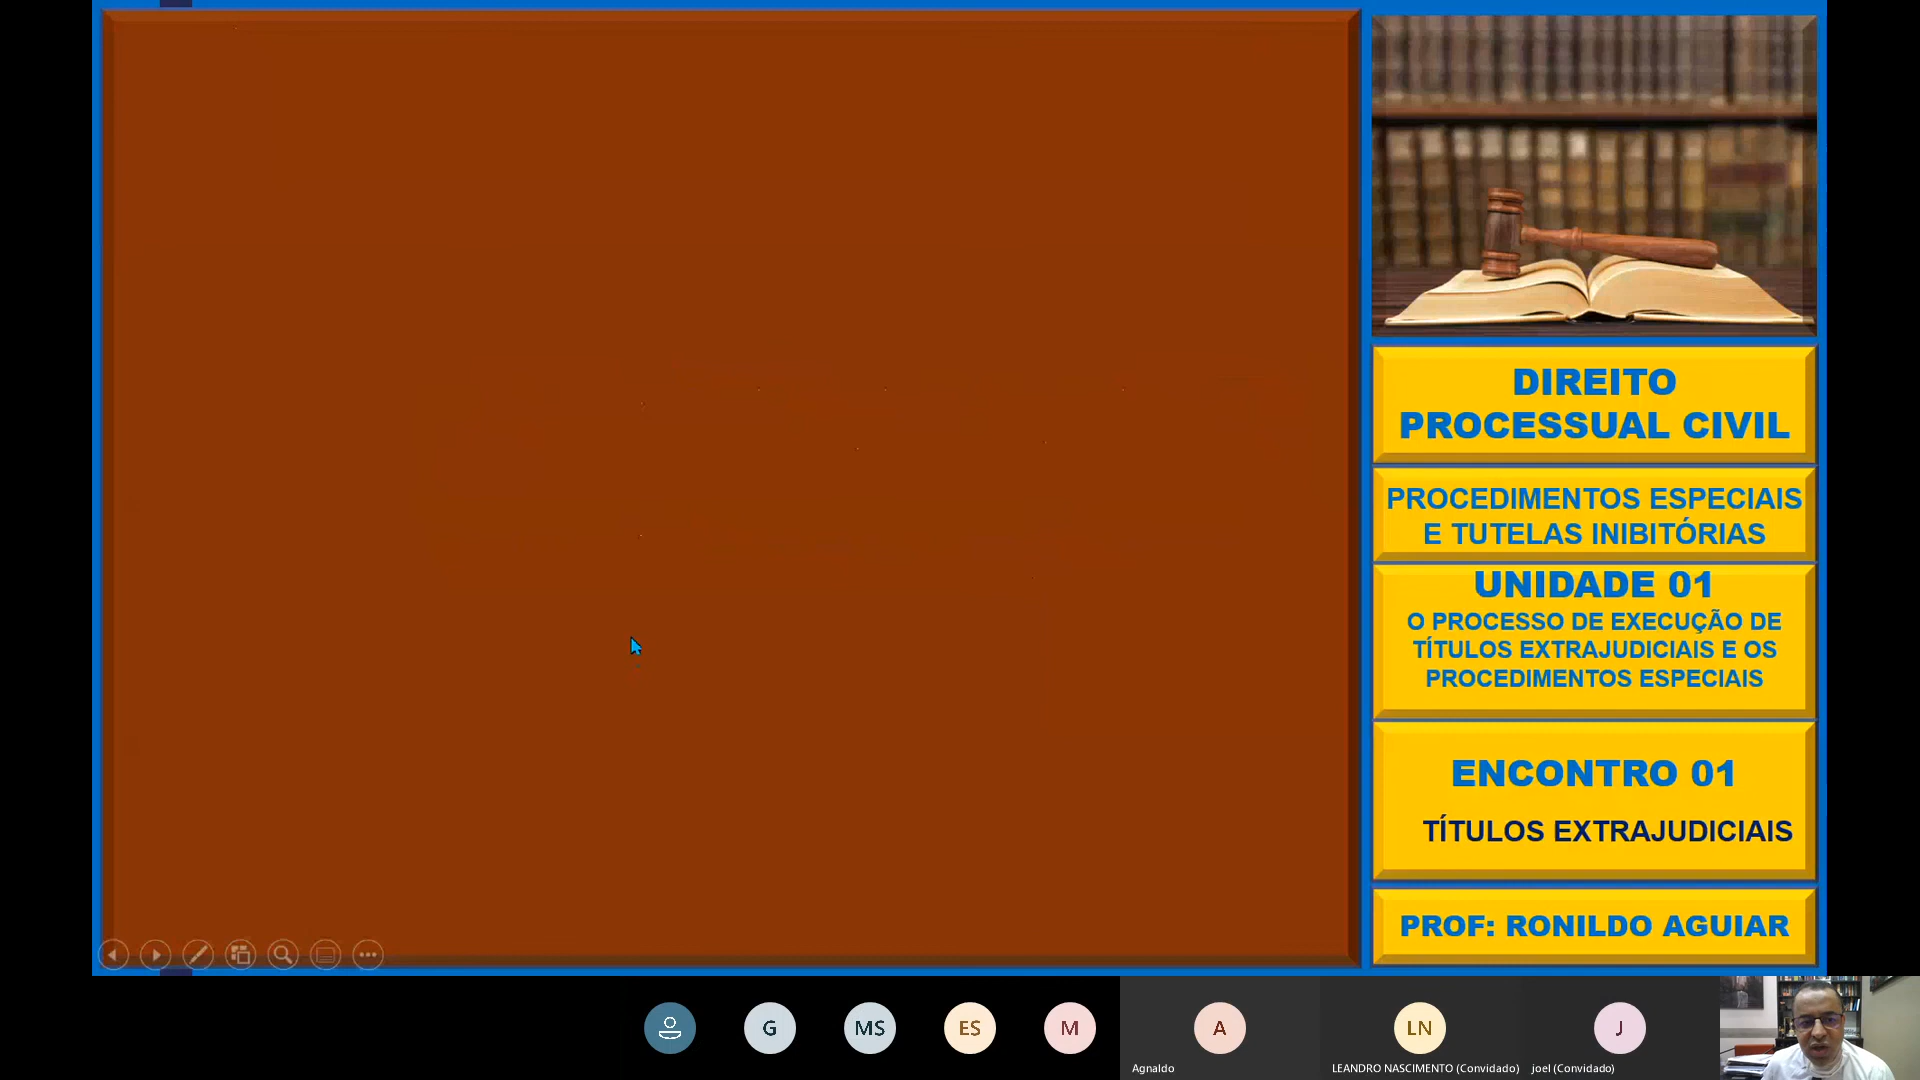 DIREITO
PROCESSUAL CIVIL
PROCEDIMENTOS ESPECIAIS
E TUTELAS INIBITÓRIAS
UNIDADE 01
O PROCESSO DE EXECUÇÃO DE
TÍTULOS EXTRAJUDICIAIS E OS
PROCEDIMENTOS ESPECIAIS
ENCONTRO 01
TÍTULOS EXTRAJUDICIAIS
PROF: RONILDO AGUIAR
G
MS
ES
M
A
LN
J
Agnaldo
LEANDRO NASCIMENTO (Convidado)
joel (Convidado)